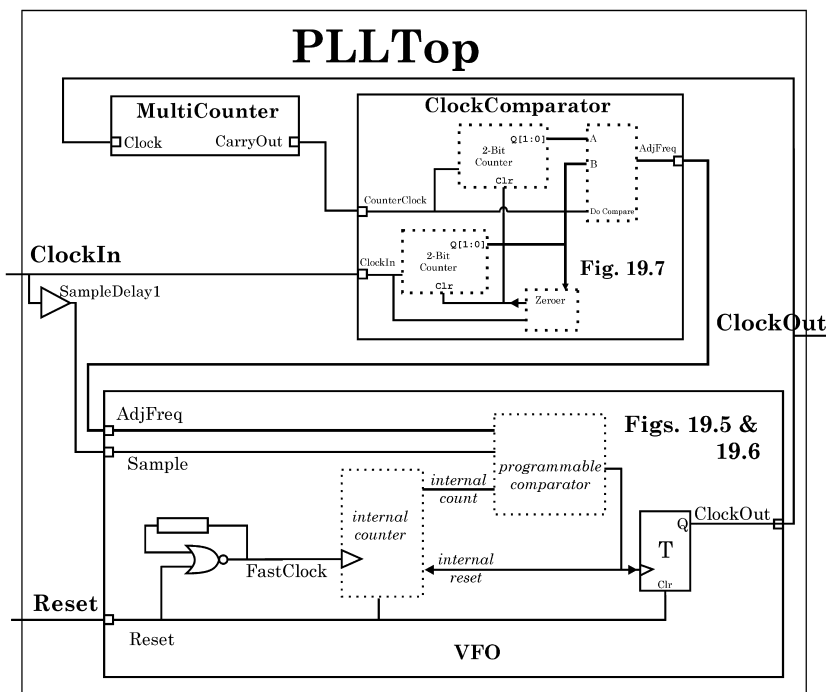 PLLTop
MultiCounter
Clock
CarryOut
ClockComparator
Q[1:0]
2-Bit
Counter
Clr
A
B
AdjFreq
CounterClock
Do Compare
ClockIn
ClockIn
Q[1:0]
2-Bit
Counter
Clr
Fig. 19.7
Zeroer
SampleDelay1
ClockOut
AdjFreq
Figs. 19.5 &
19.6
Sample
programmable
comparator
internal
count
internal
counter
ClockOut
Q
T
Clr
FastClock
internal
reset
Reset
Reset
VFO